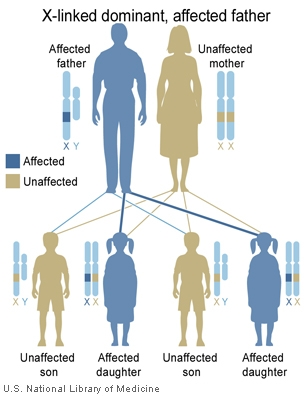 X-linked dominant, affected father
Affected
father
Unaffected
mother
X Y
X X
Affected
Unaffected
X Y
X X
X Y
X X
Unaffected
son
Affected
daughter
Unaffected
son
Affected
daughter
U.S. National Library of Medicine